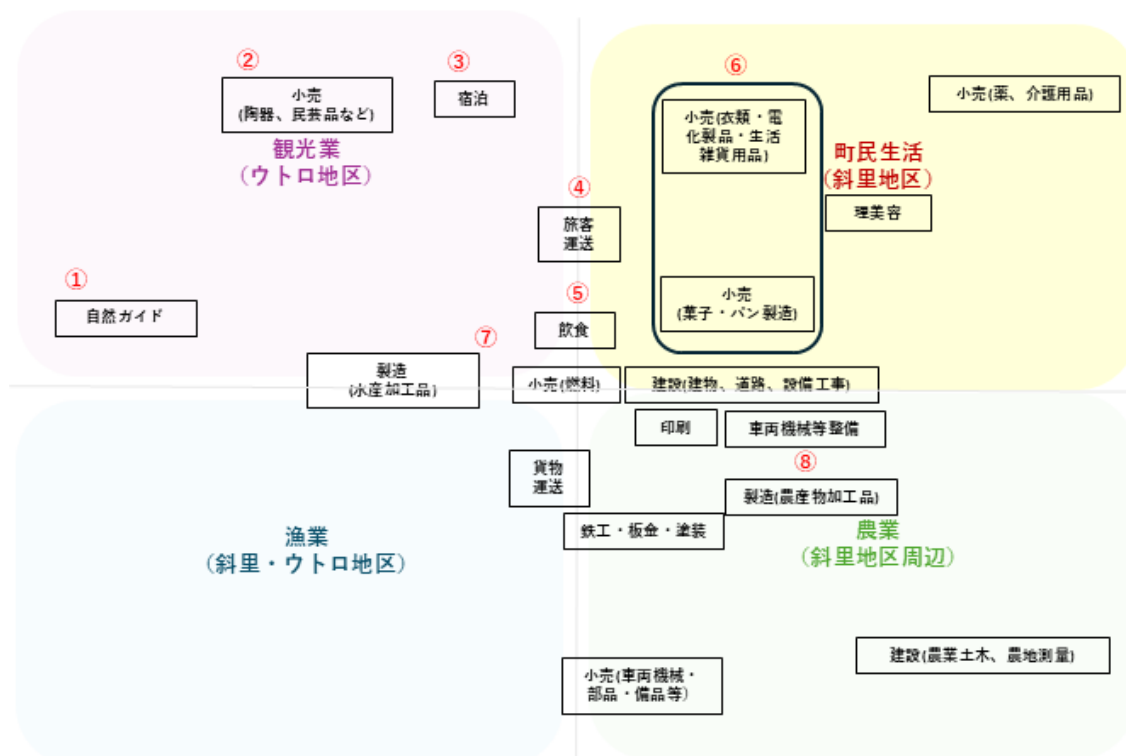 ②
小売
(陶器、民芸品など)
③
宿泊
観光業
（ウトロ地区）
④
旅客
運送
①
自然ガイド
⑤
飲食
⑦
製造
(水産加工品)
⑥
小売(衣類・電
化製品・生活
雑貨用品)
小売(薬、介護用品)
町民生活
（斜里地区）
理美容
小売
(菓子・パン製造)
小売(燃料)
建設(建物、道路、設備工事)
印刷
車両機械等整備
貨物
運送
⑧
製造(農産物加工品)
鉄工・板金・塗装
漁業
（斜里・ウトロ地区）
農業
（斜里地区周辺）
建設(農業土木、農地測量)
小売(車両機械・
部品・備品等）